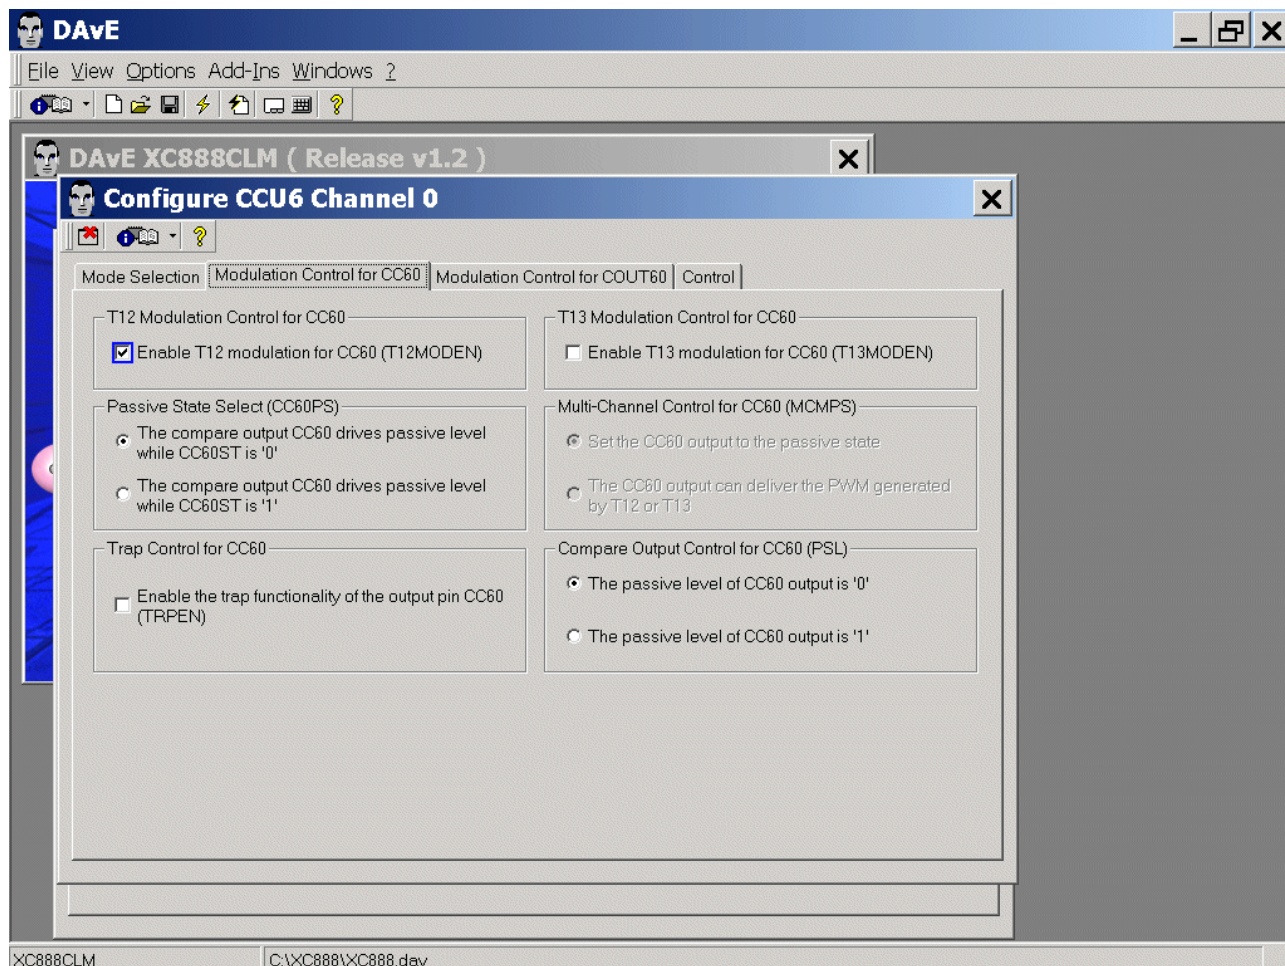 DAvE
File View Options Add-Ins Windows ?
DAvE XC888CLM ( Release v1.2 )
Configure CCU6 Channel 0
Mode Selection Modulation Control for CC60 Modulation Control for COUT60 Control
T12 Modulation Control for CC60
Enable T12 modulation for CC60 (T12MODEN)
T13 Modulation Control for CC60
Enable T13 modulation for CC60 (T13MODEN)
Passive State Select (CC60PS)
The compare output CC60 drives passive level
while CC60ST is '0'
The compare output CC60 drives passive level
while CC60ST is '1'
Multi-Channel Control for CC60 (MCMPS)
Set the CC60 output to the passive state
The CC60 output can deliver the PWM generated
by T12 or T13
Trap Control for CC60
Enable the trap functionality of the output pin CC60
(TRPEN)
Compare Output Control for CC60 (PSL)
The passive level of CC60 output is '0'
The passive level of CC60 output is '1'
XC888CLM C:\XC888\XC888.dav